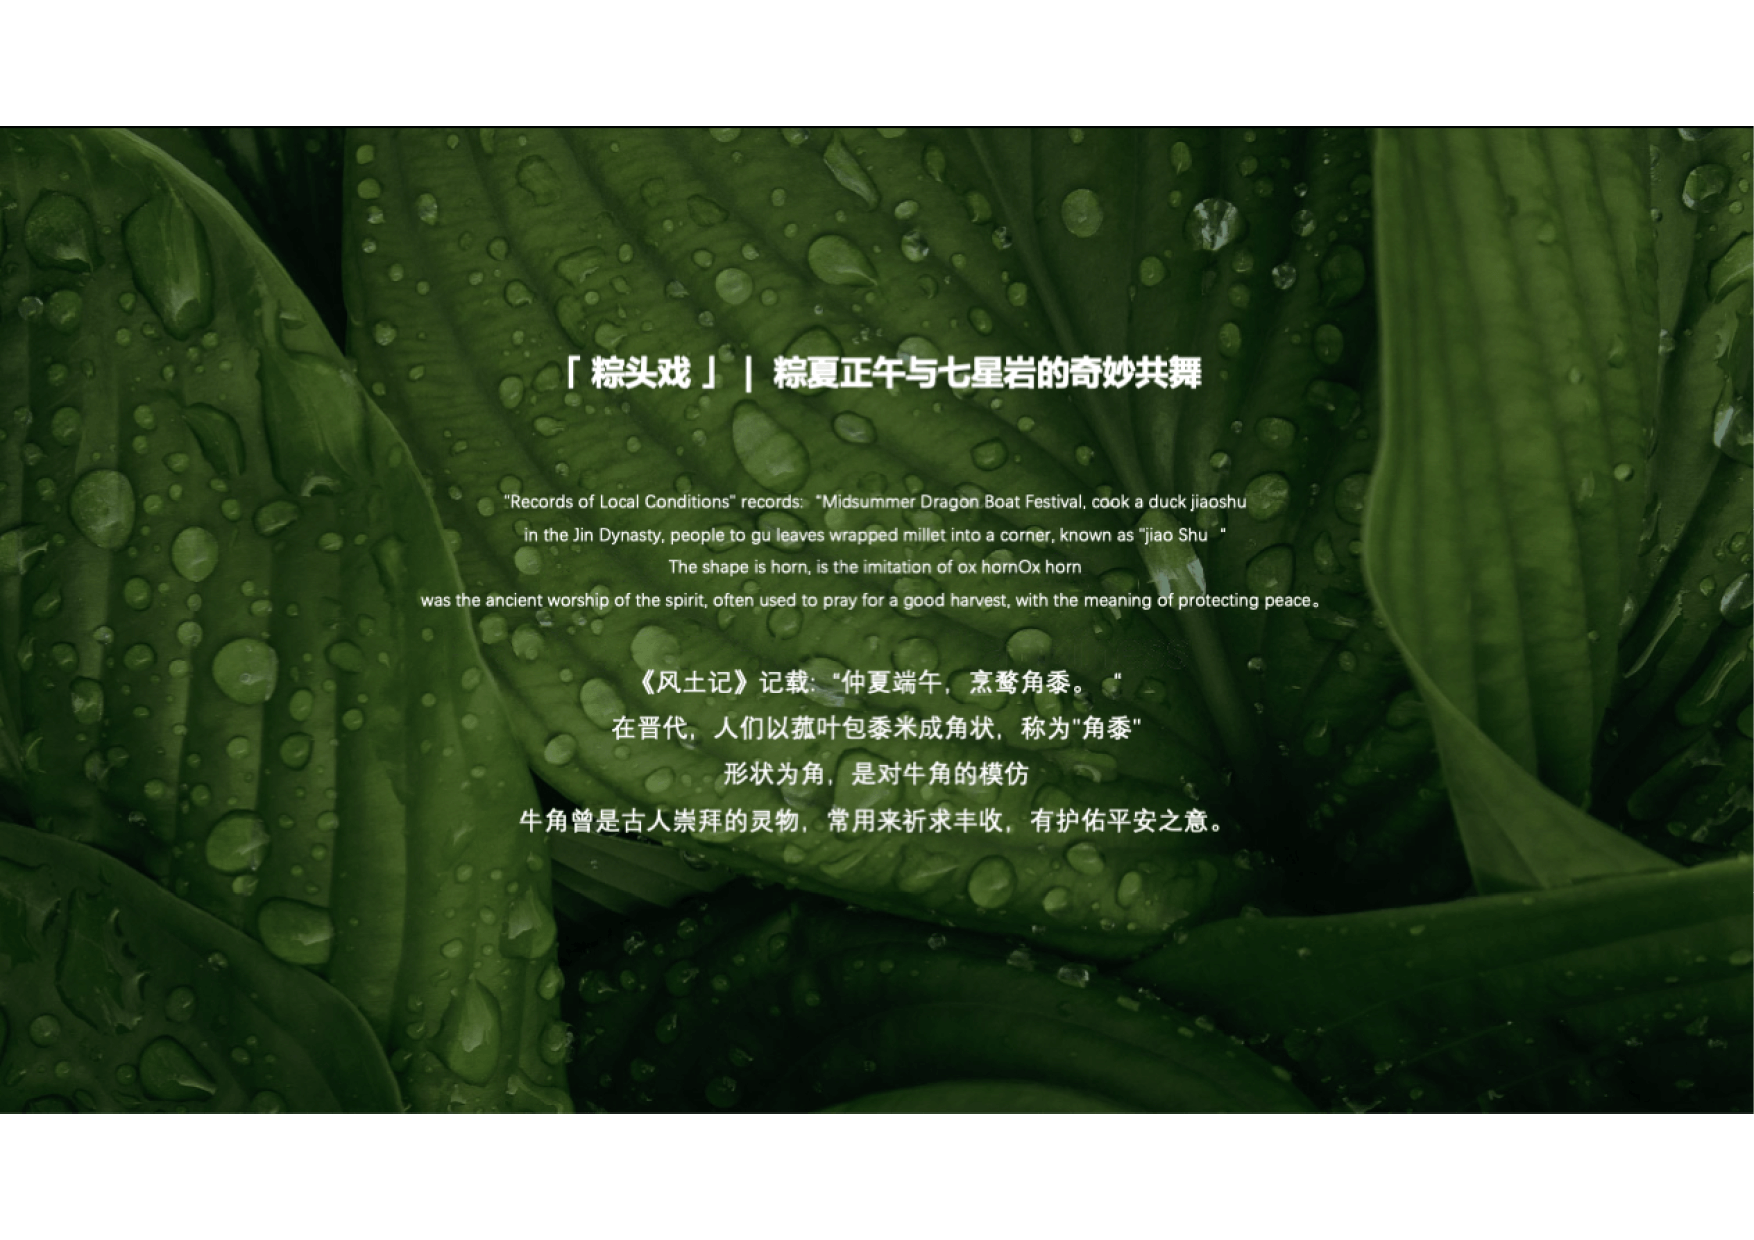 「 粽头戏 」 | 粽夏正午与七星岩的奇妙共舞
"Records of Local Conditions" records: "Midsummer Dragon Boat Festival, cook a duck jiaoshu
in the Jin Dynasty, people to gu leaves wrapped millet into a corner, known as "jiao Shu "
The shape is horn, is the imitation of ox hornOx horn
was the ancient worship of the spirit, often used to pray for a good harvest, with the meaning of protecting peace。
《风土记》记载: "仲夏端午，烹鹜角黍。 "
在晋代，人们以菰叶包黍米成角状，称为"角黍"
形状为角，是对牛角的模仿
牛角曾是古人崇拜的灵物，常用来祈求丰收，有护佑平安之意。